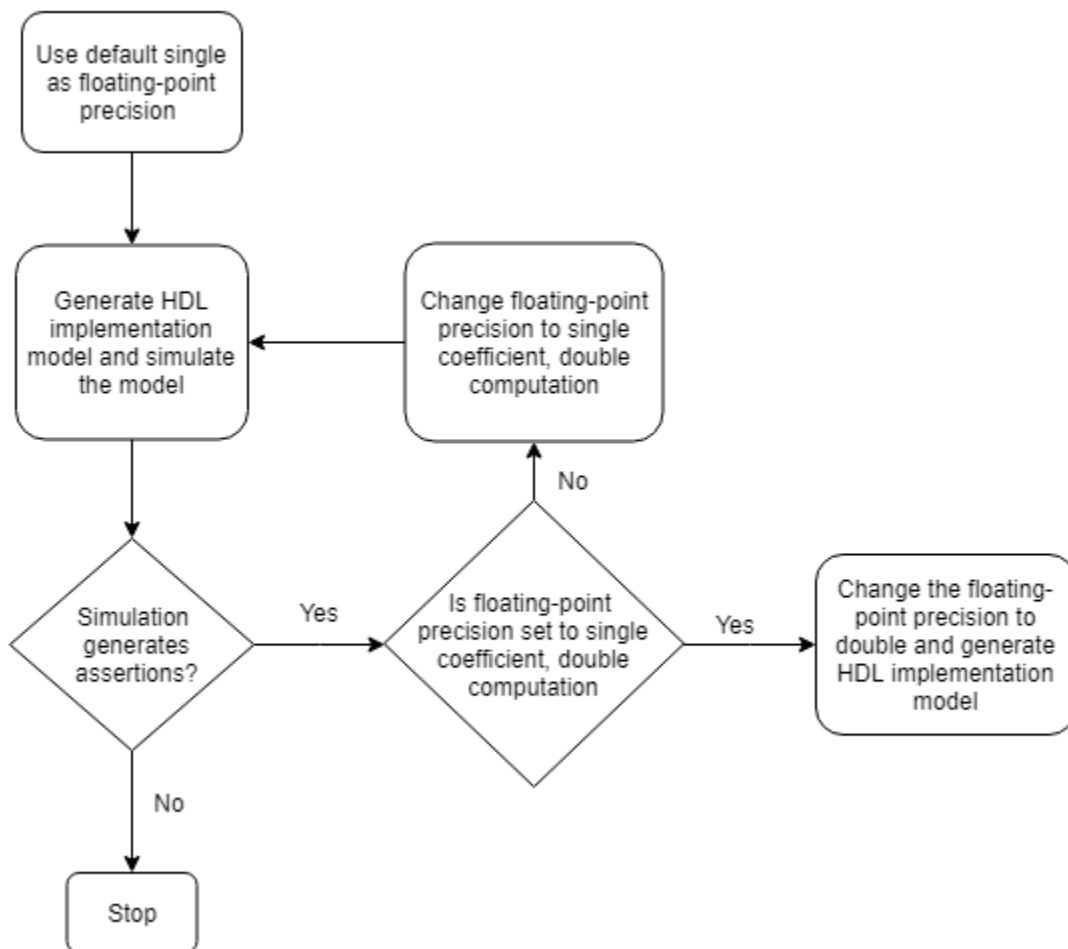 Use default single
as floating-point
precision
Generate HDL
implementation
model and simulate
the model
Change floating-point
precision to single
coefficient, double
computation
No
Simulation
generates
assertions?
Yes
Is floating-point
precision set to single
coefficient, double
computation
Yes
Change the floating-
point precision to
double and generate
HDL implementation
model
No
Stop